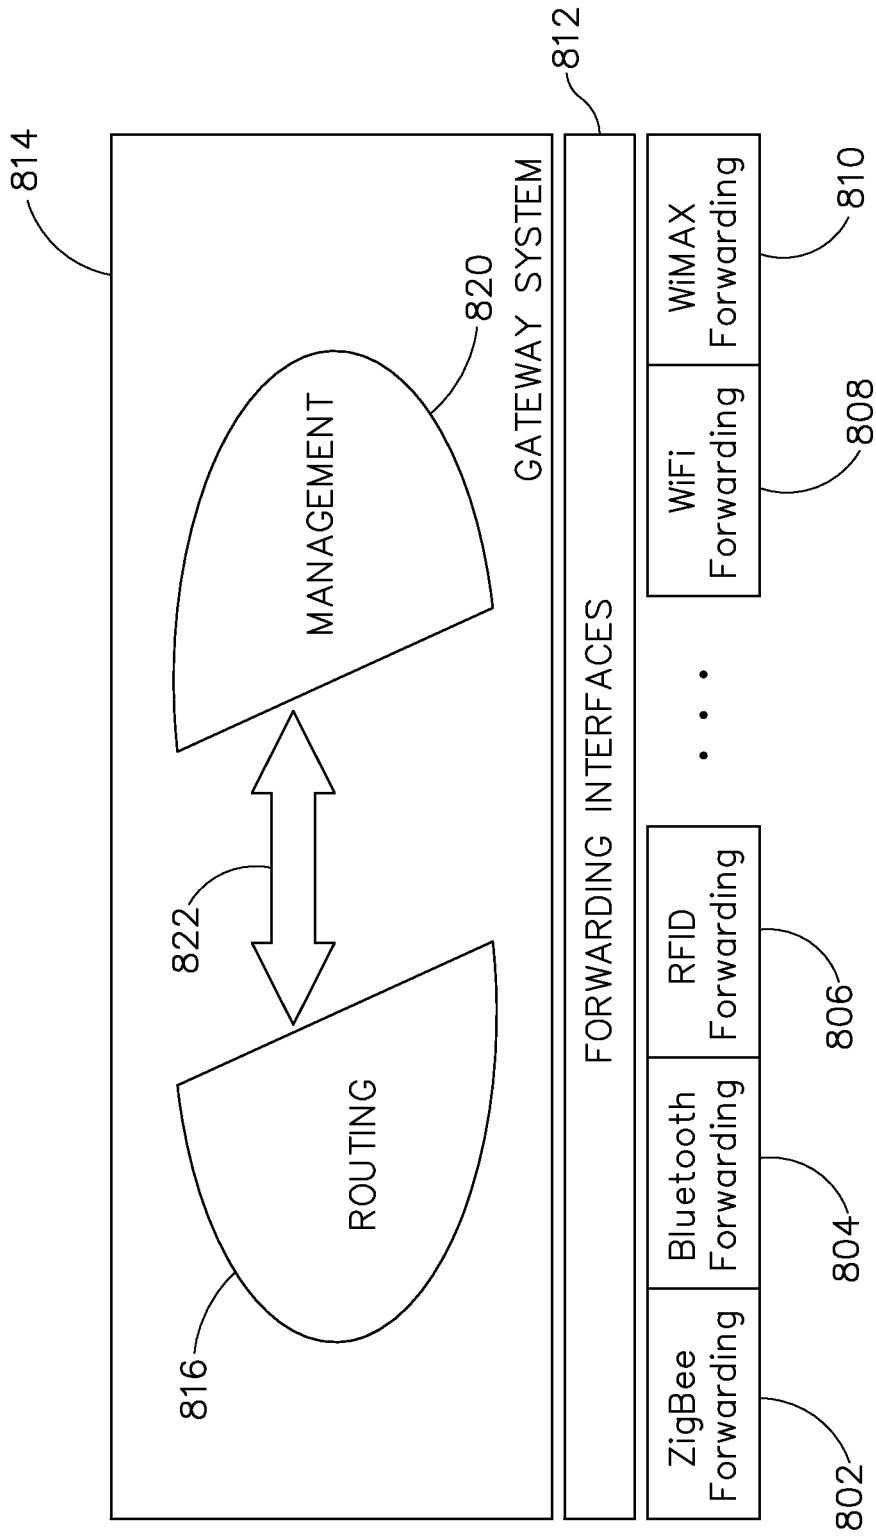 814
822
816
ROUTING
MANAGEMENT
820
GATEWAY SYSTEM
812
FORWARDING INTERFACES
ZigBee
Forwarding
Bluetooth
Forwarding
RFID
Forwarding
• • •
WiFi
Forwarding
WiMAX
Forwarding
802
804
806
808
810